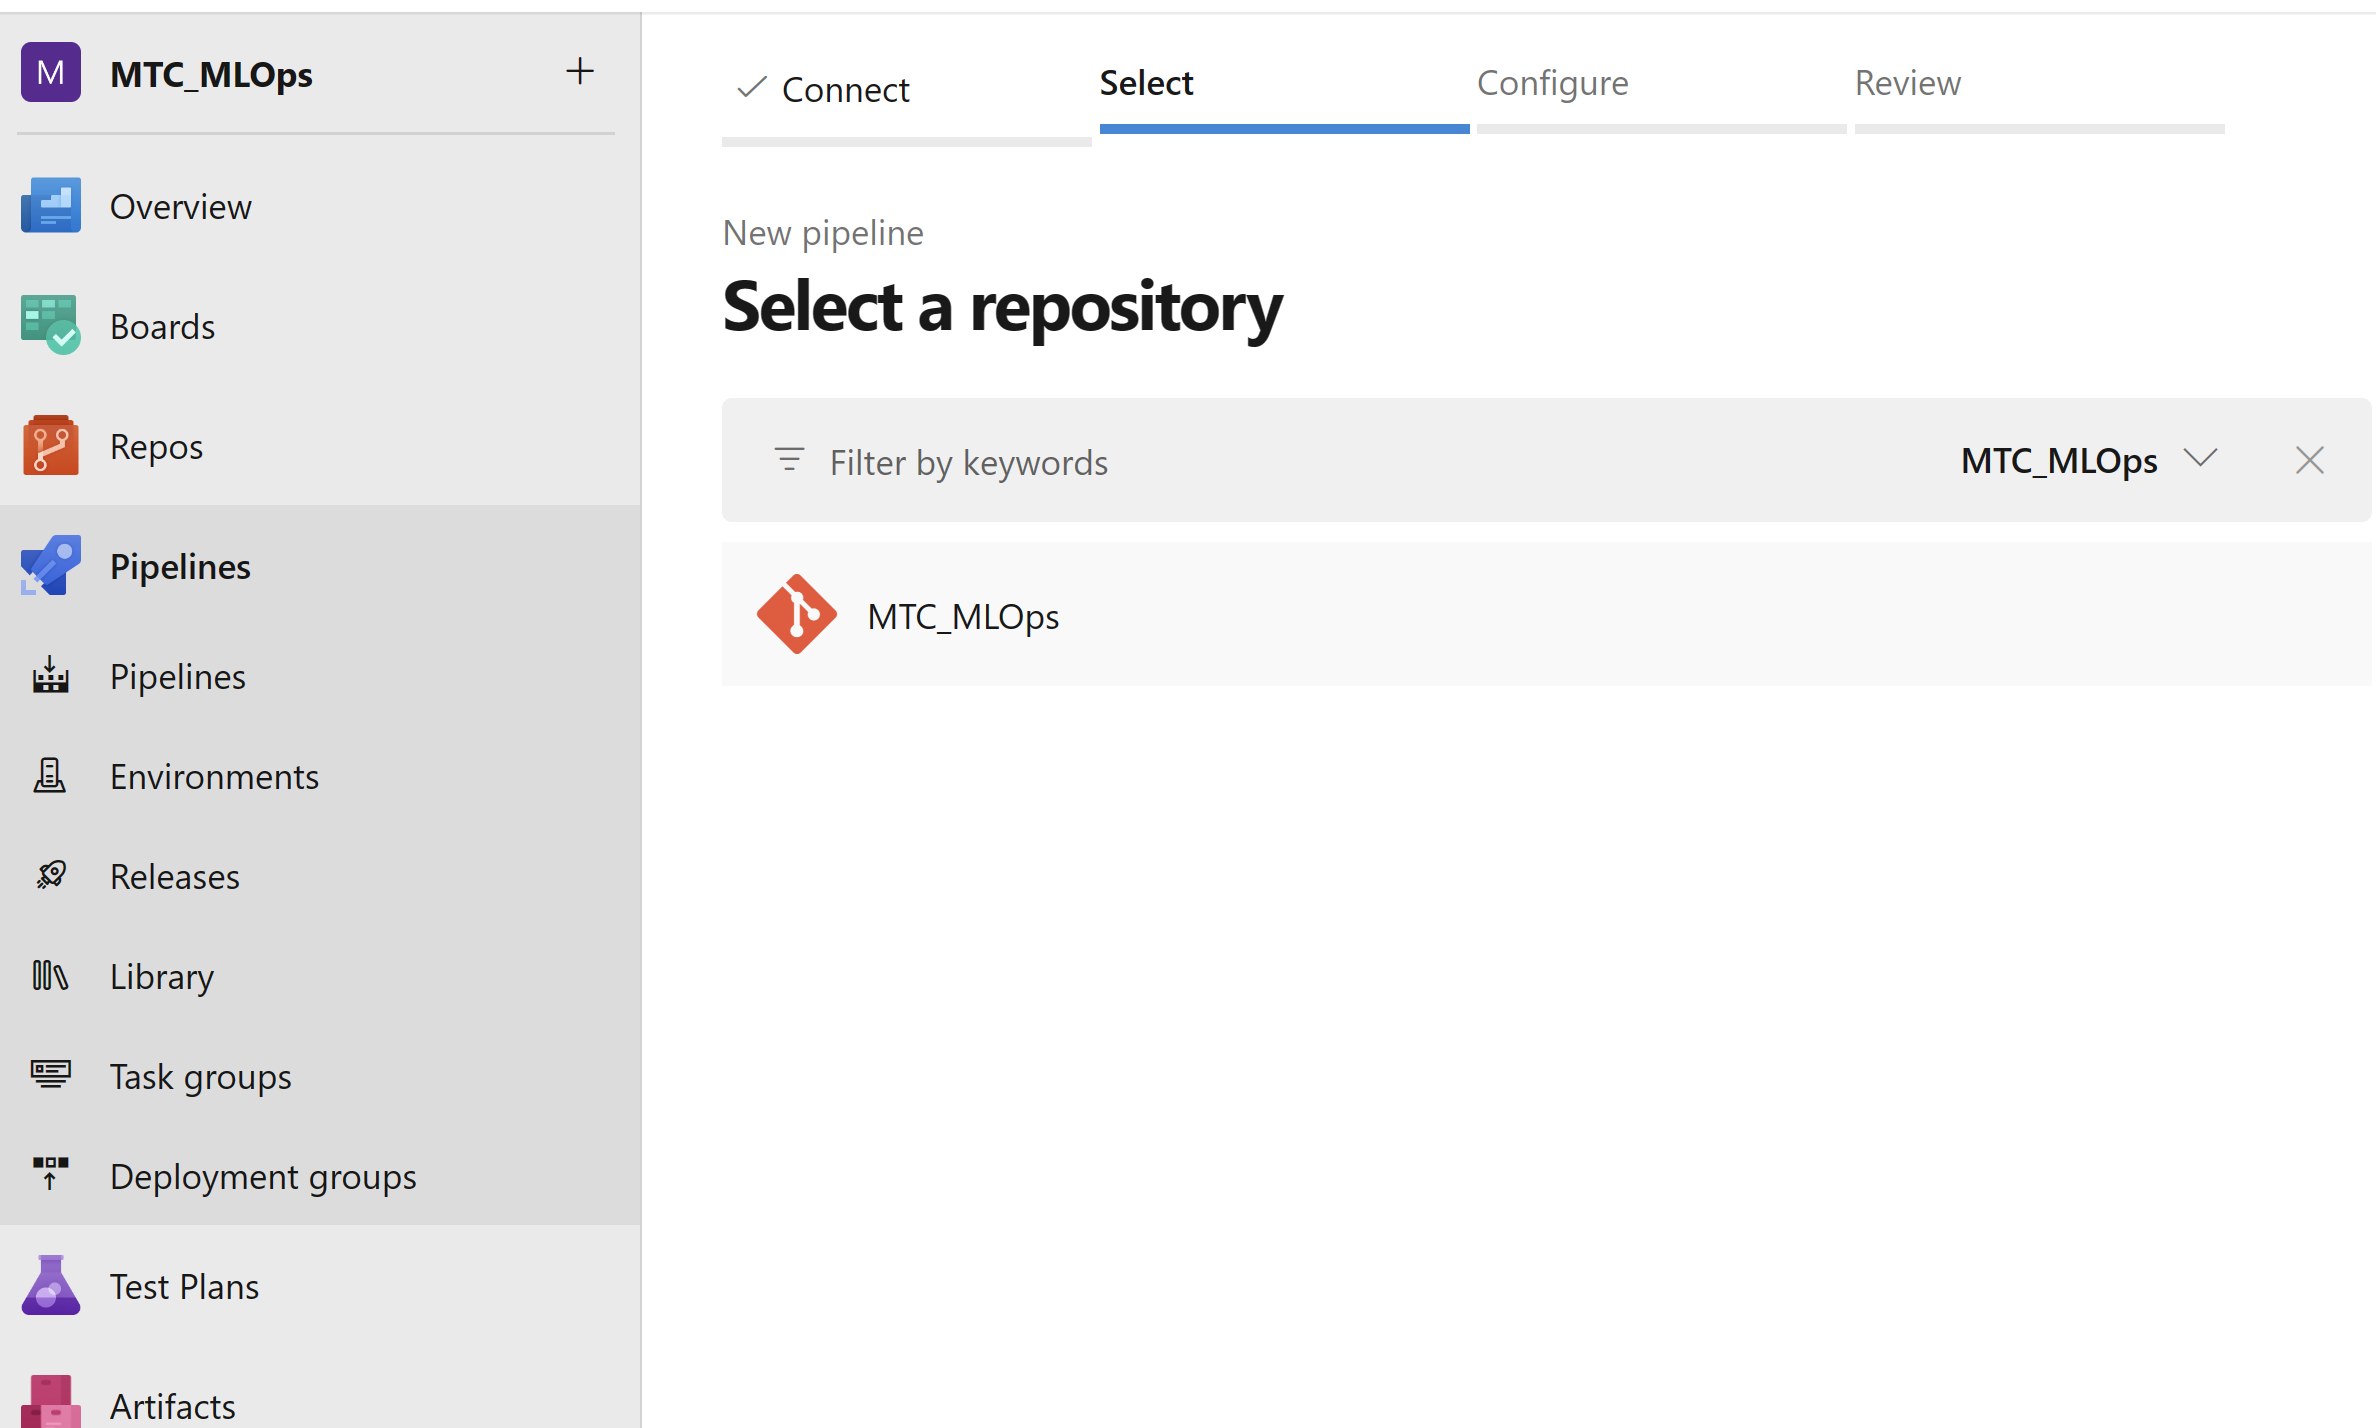 M MTC_MLOps +
Overview
Boards
Repos
Pipelines
Pipelines
Environments
Releases
Library
Task groups
Deployment groups
Test Plans
Artifacts
Connect Select Configure Review
New pipeline
Select a repository
Filter by keywords MTC_MLOps
MTC_MLOps